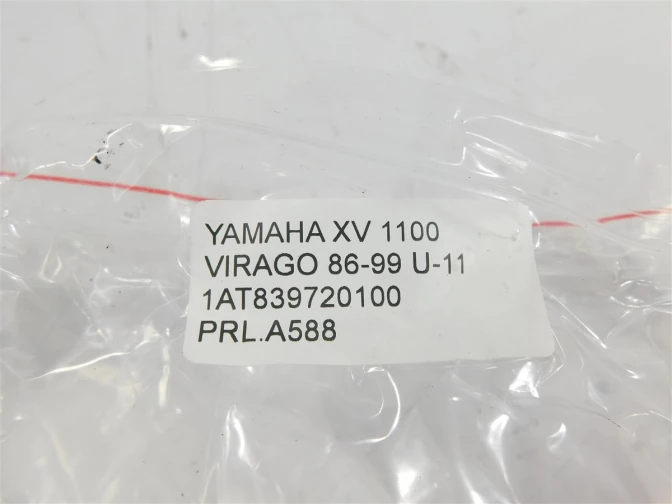 YAMAHA XV 1100
VIRAGO 86-99 U-11
1AT839720100
PRL.A588